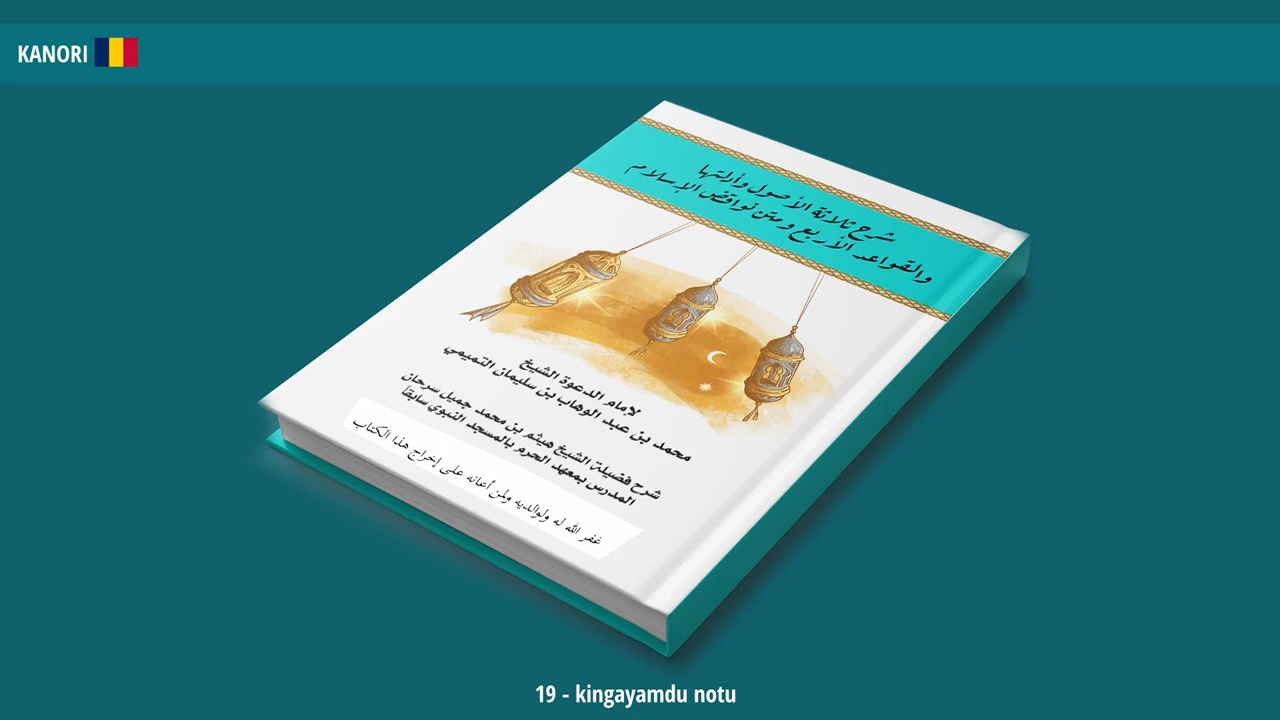 KANORI
شرح ثلاثة الأصول وأدلتها
والقواعد الأربع ومتن نواقض الإسلام
لإمام الدعوة الشيخ
محمد بن عبد الوهاب بن سليمان التميمي
شرح فضيلة الشيخ هيثم بن محمد جميل سرحان
المدرس بمعهد الحرم بالمسجد النبوي سابقاً
غفر الله له ولوالديه ولمن أعانه على إخراج هذا الكتاب
19 - kingayamdu notu